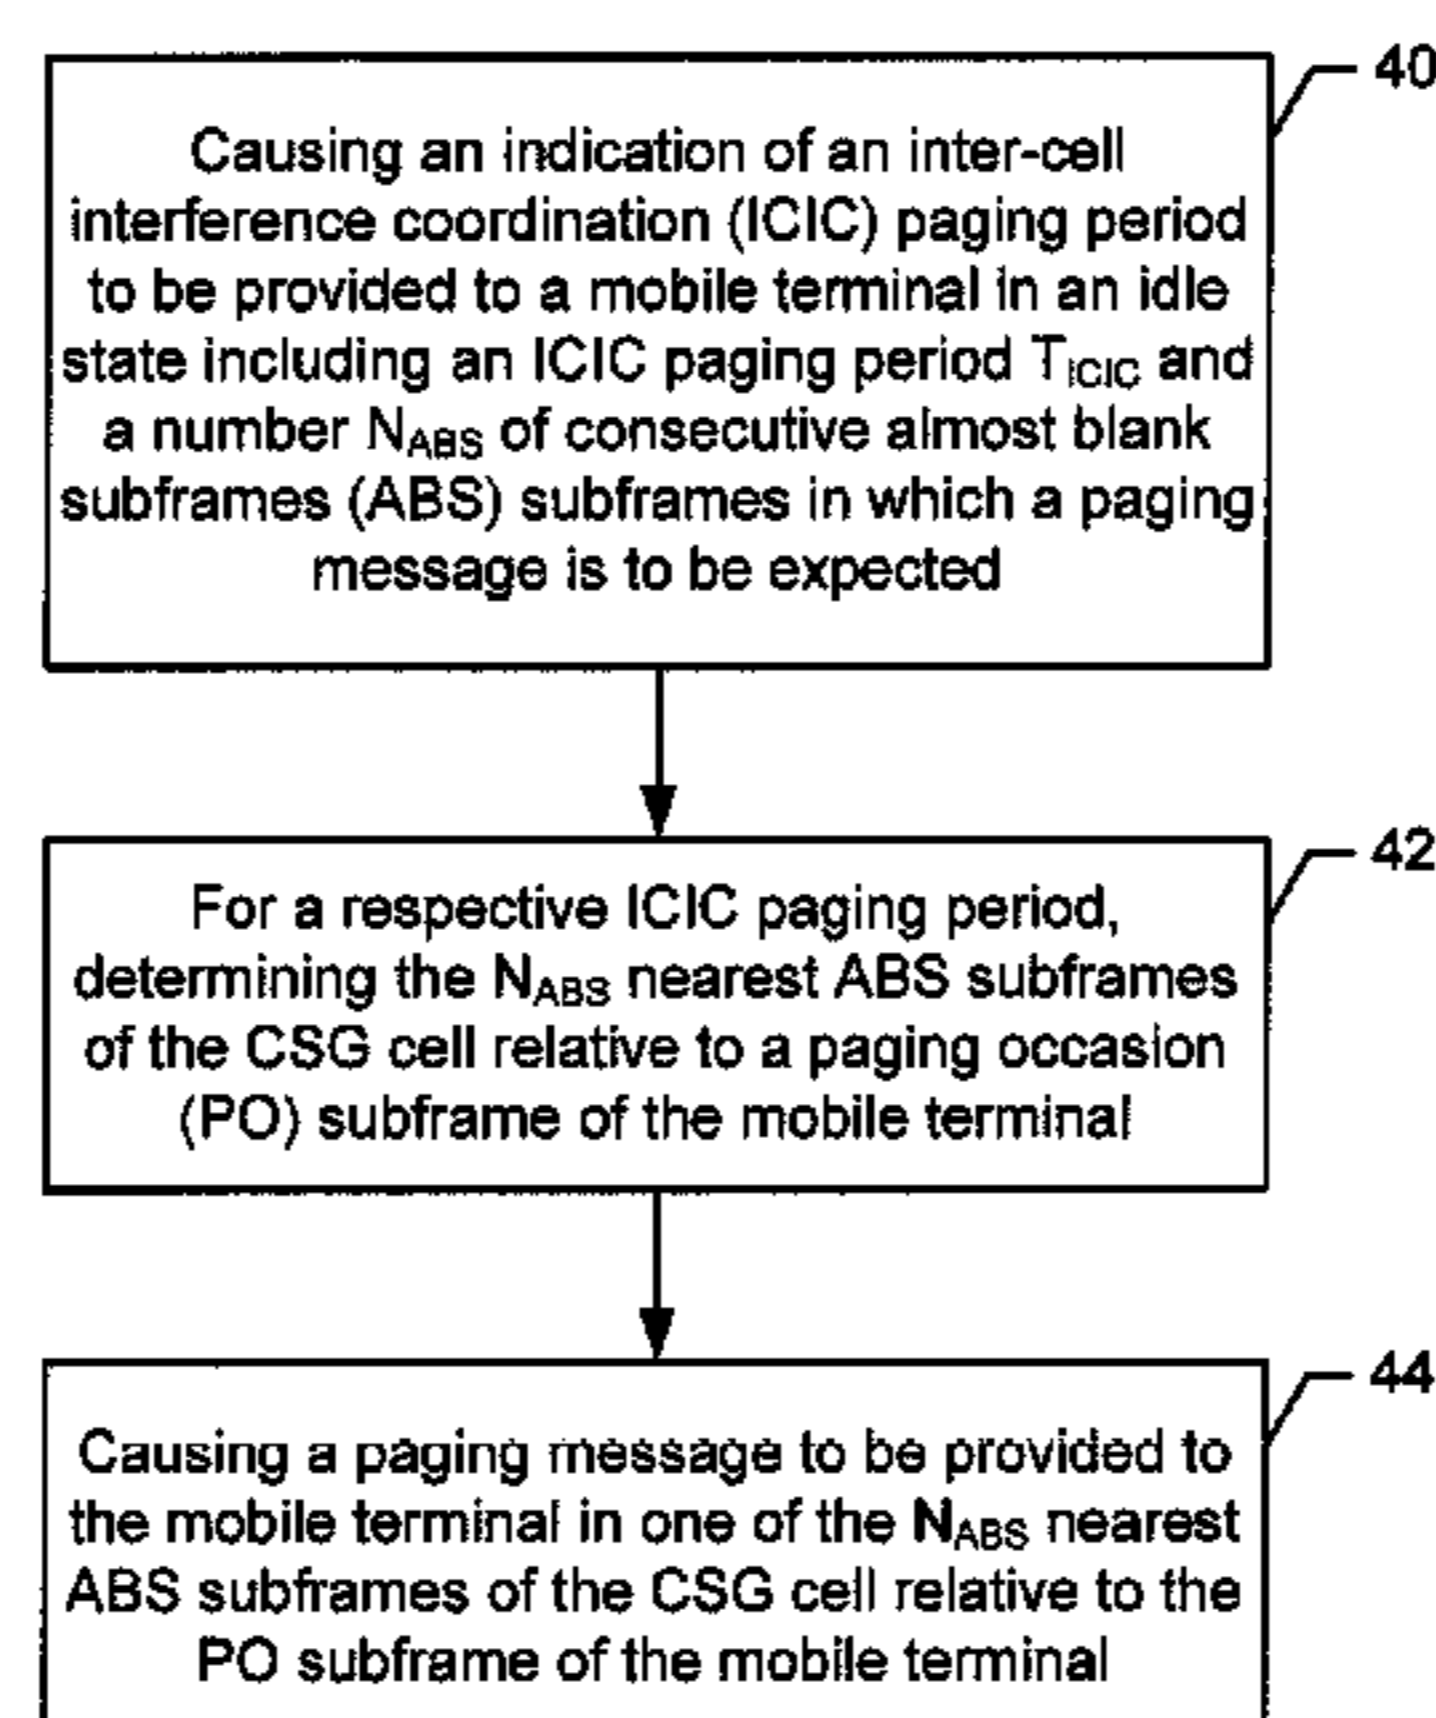 40
Causing an indication of an inter-cell
interference coordination (ICIC) paging period
to be provided to a mobile terminal in an idle
state including an ICIC paging period T_ICIC and
a number N_ABS of consecutive almost blank
subframes (ABS) subframes in which a paging
message is to be expected
42
For a respective ICIC paging period,
determining the N_ABS nearest ABS subframes
of the CSG cell relative to a paging occasion
(PO) subframe of the mobile terminal
44
Causing a paging message to be provided to
the mobile terminal in one of the N_ABS nearest
ABS subframes of the CSG cell relative to the
PO subframe of the mobile terminal